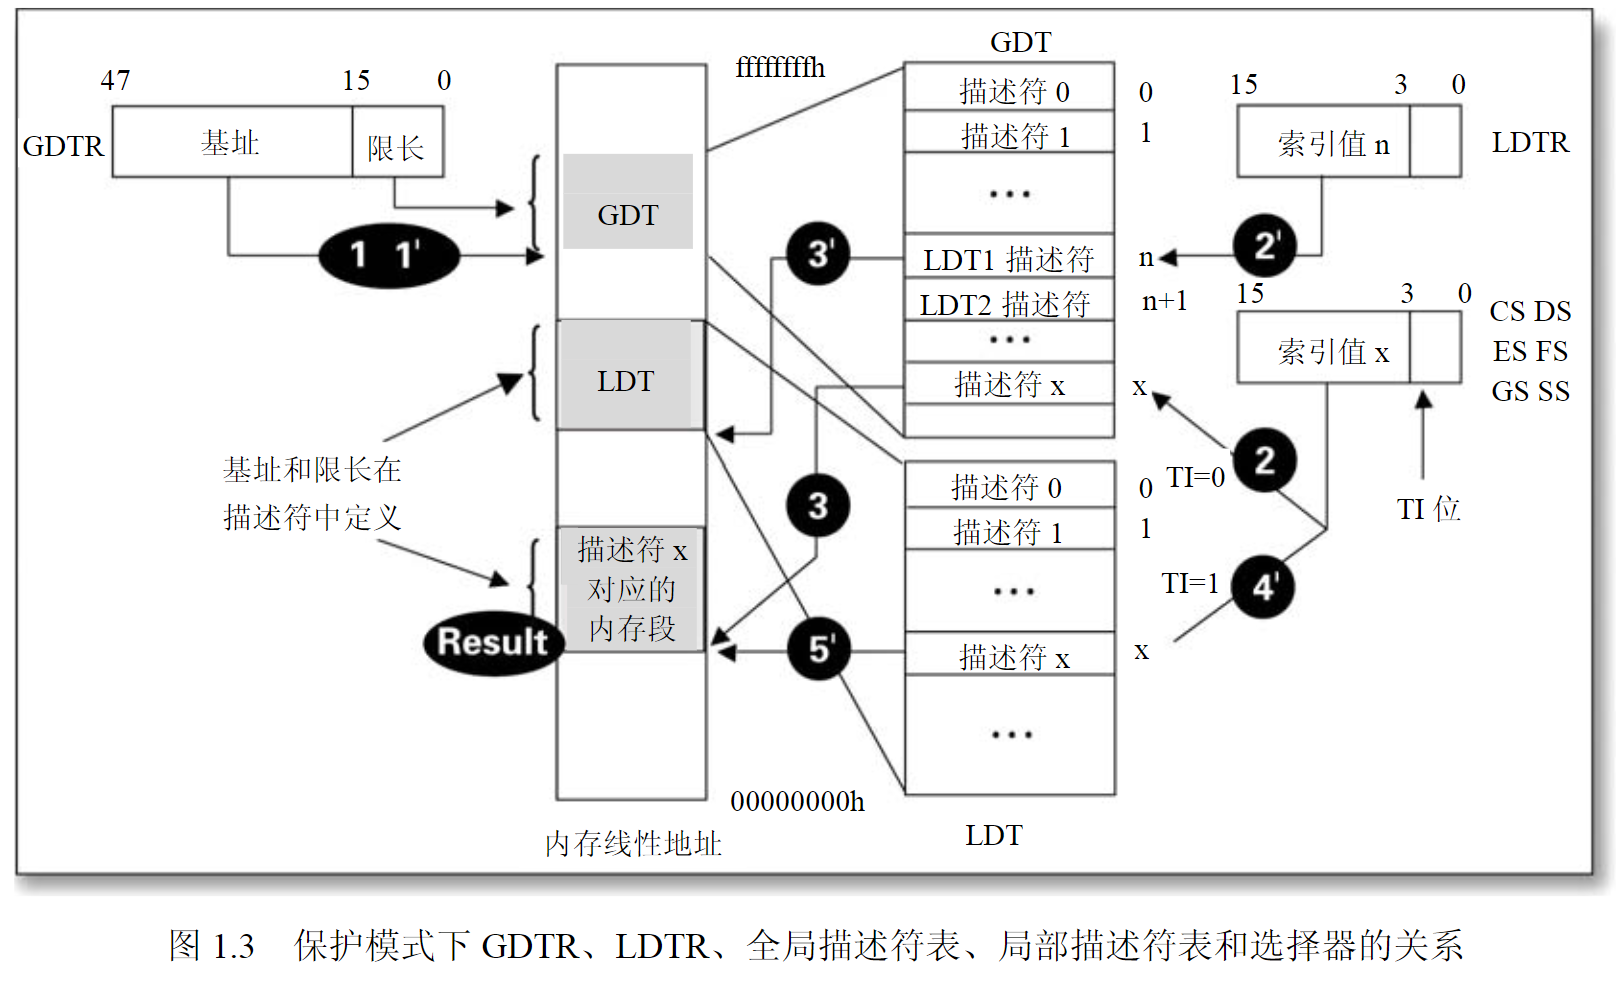 GDT
47 15 0
ffffffffh
描述符 0 0
15 3 0
GDTR 基址 限长
描述符 1 1
索引值 n LDTR
•••
GDT
1 1'
3'
LDT1 描述符 n
2'
LDT2 描述符 n+1
15 3 0
CS DS
•••
索引值 x ES FS
LDT
描述符 x x
GS SS
基址和限长在
描述符中定义
2
TI=0
描述符 0 0
3
TI 位
描述符 1 1
描述符 x
对应的
内存段
•••
TI=1
4'
Result
5'
描述符 x x
•••
00000000h
内存线性地址
LDT
图 1.3 保护模式下 GDTR、LDTR、全局描述符表、局部描述符表和选择器的关系